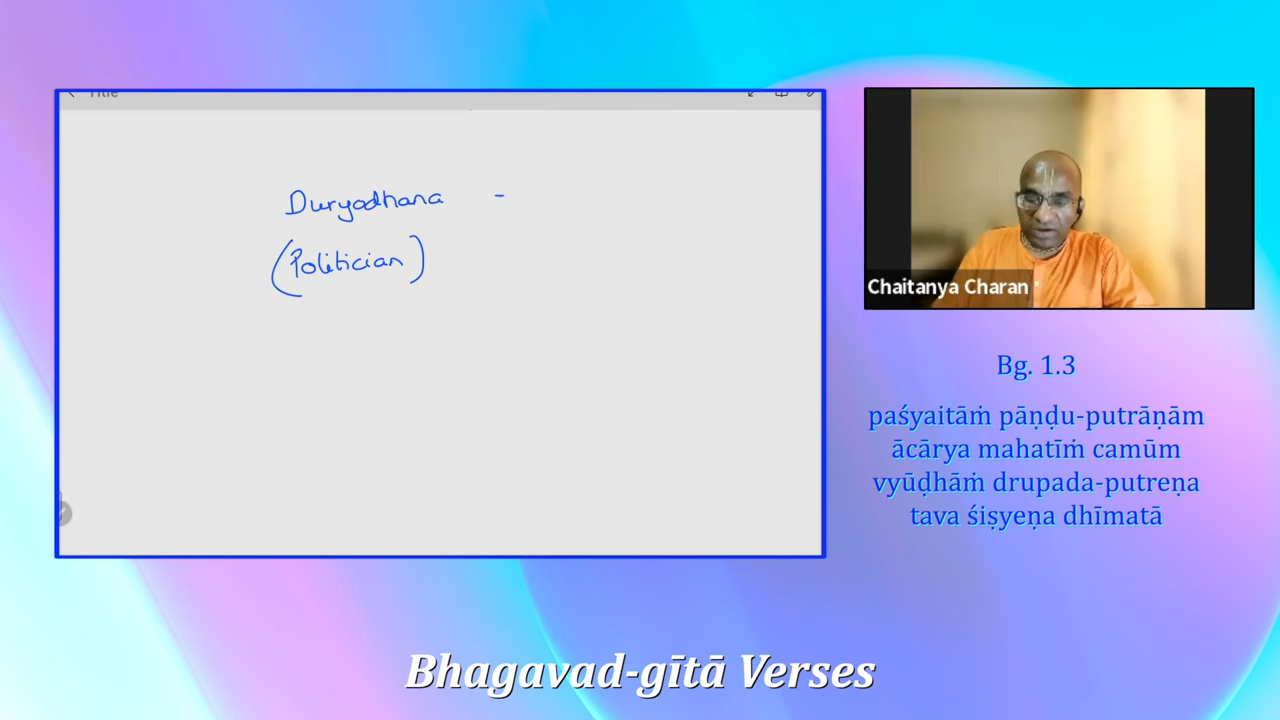 Title
Duryodhana -
(Politician)
Chaitanya Charan
Bg. 1.3
paśyaitāṁ pāṇḍu-putrāṇām
ācārya mahatīṁ camūm
vyūḍhāṁ drupada-putreṇa
tava śiṣyeṇa dhīmatā
Bhagavad-gītā Verses